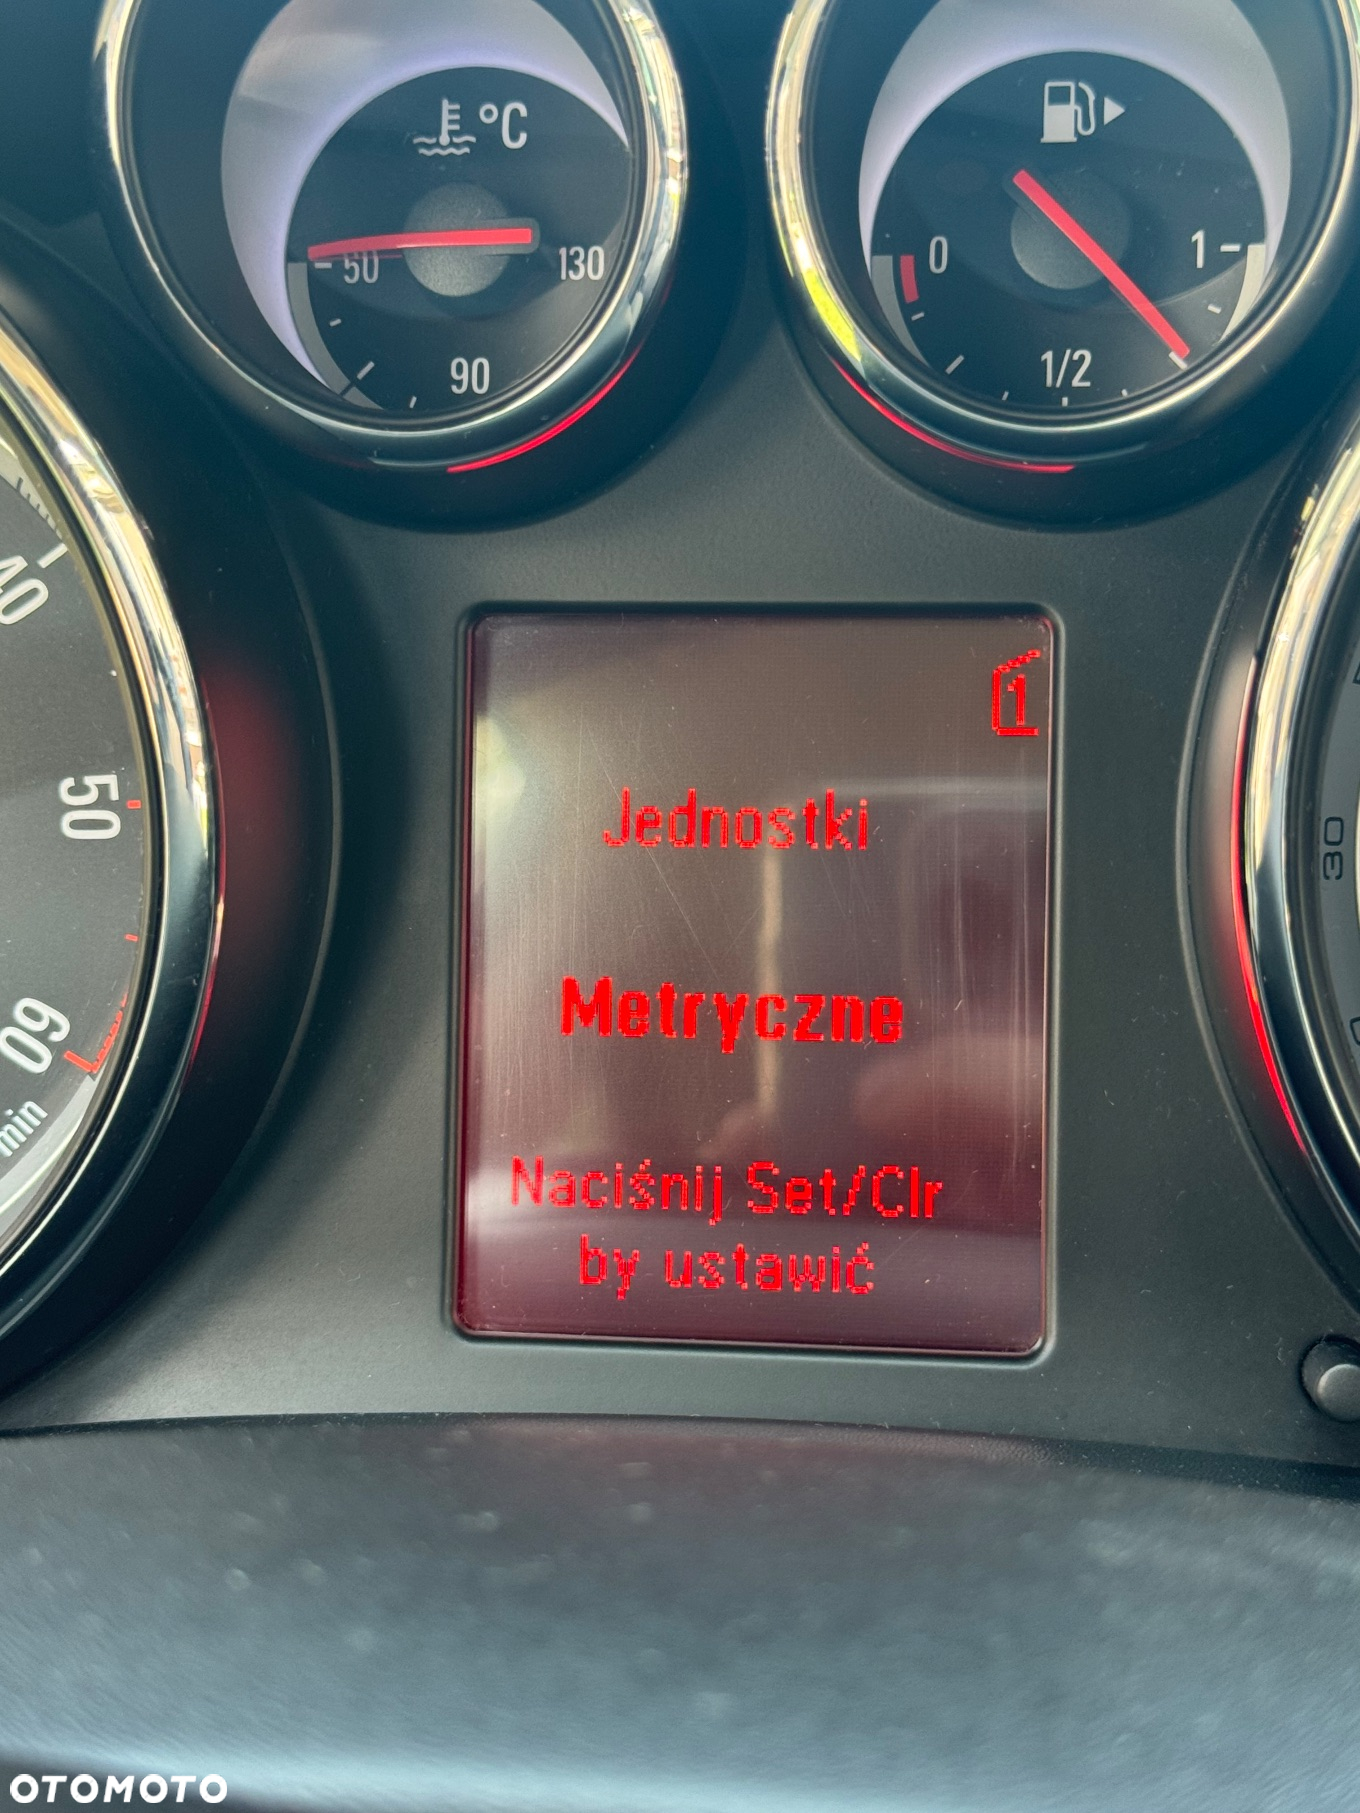 °C
50
130
90
0
1
1/2
40
50
60
min
1
Jednostki
Metryczne
Naciśnij Set/Clr
by ustawić
30
OTOMOTO